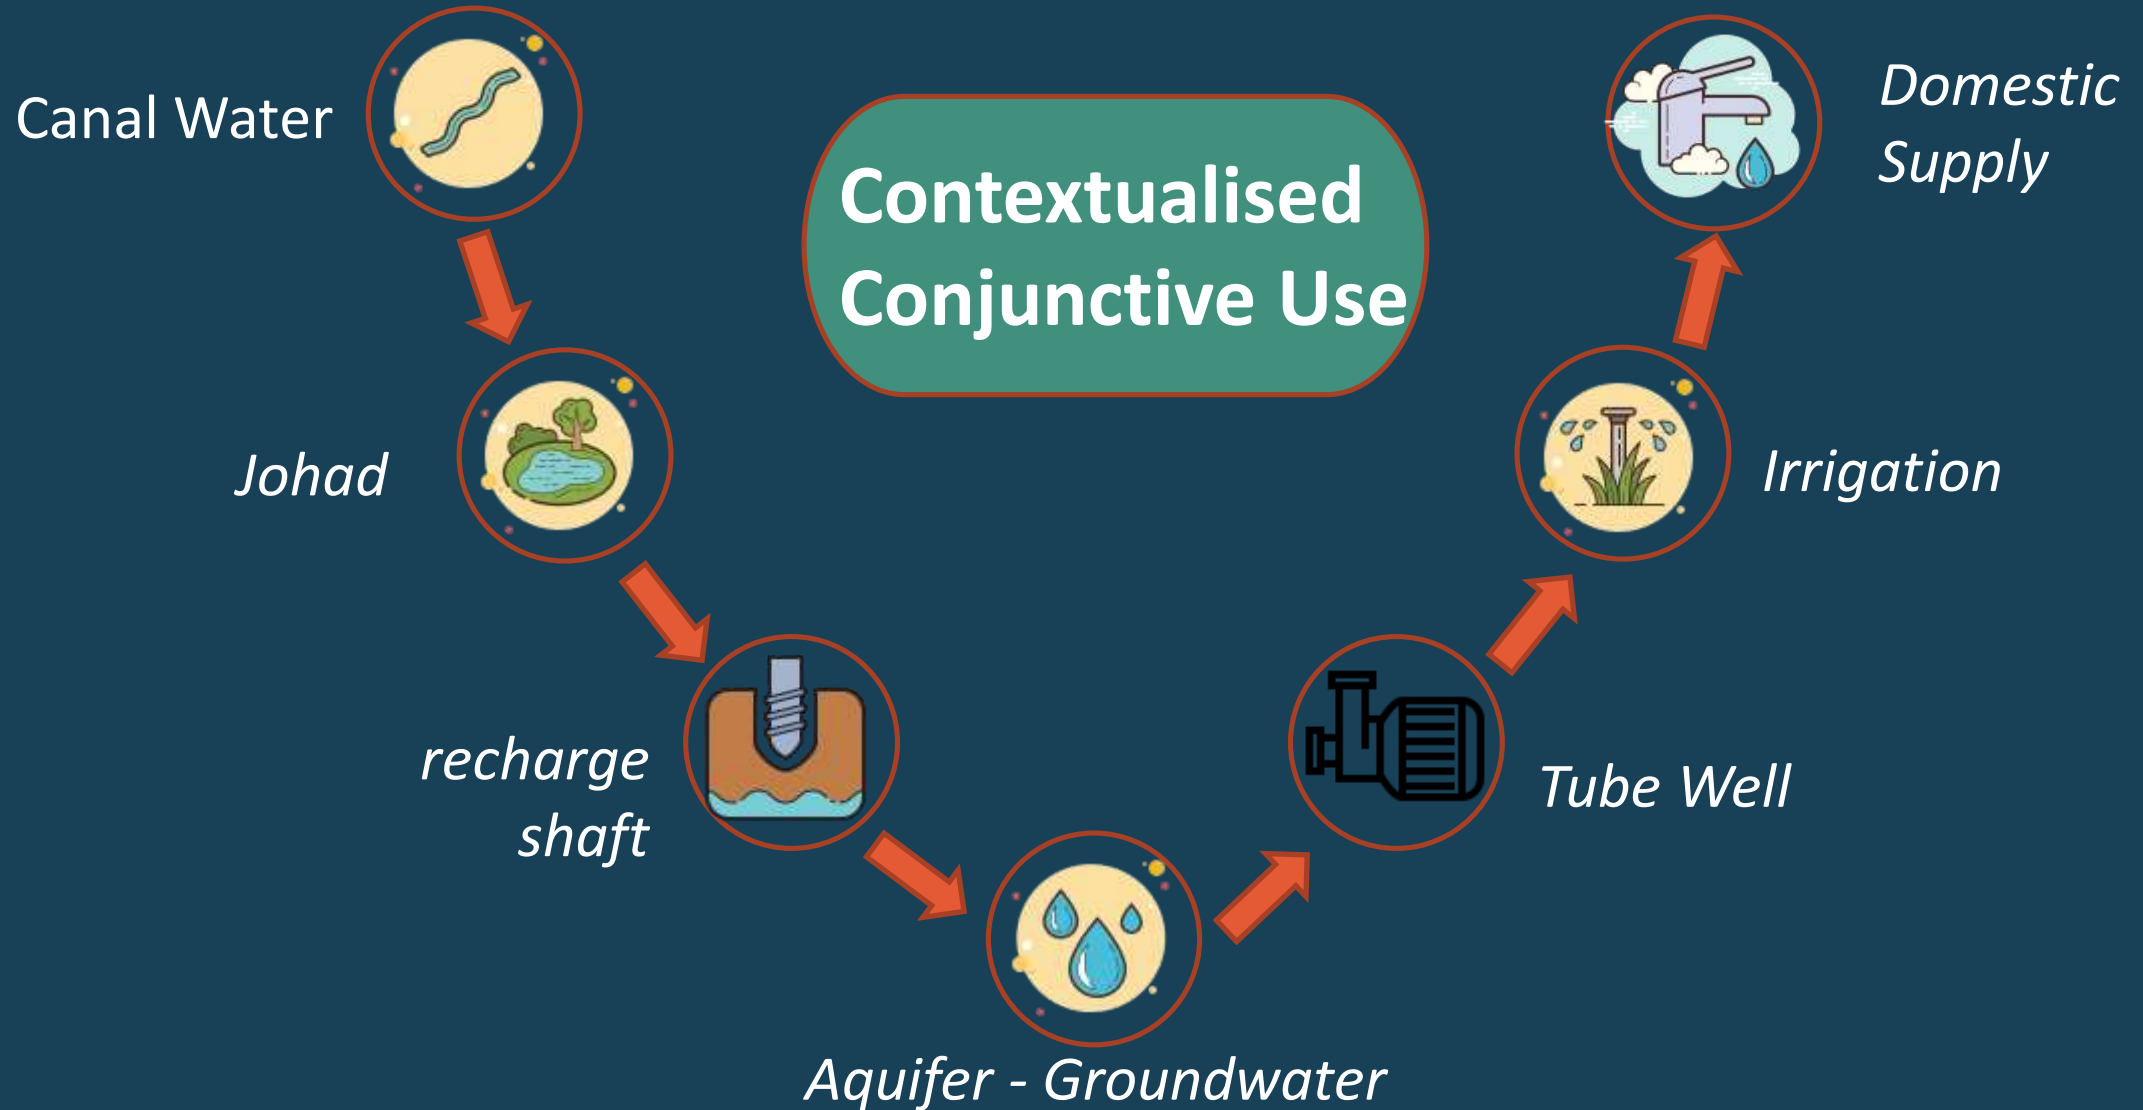 Canal Water
Contextualised
Conjunctive Use
Domestic
Supply
Johad
Irrigation
recharge
shaft
Tube Well
Aquifer - Groundwater